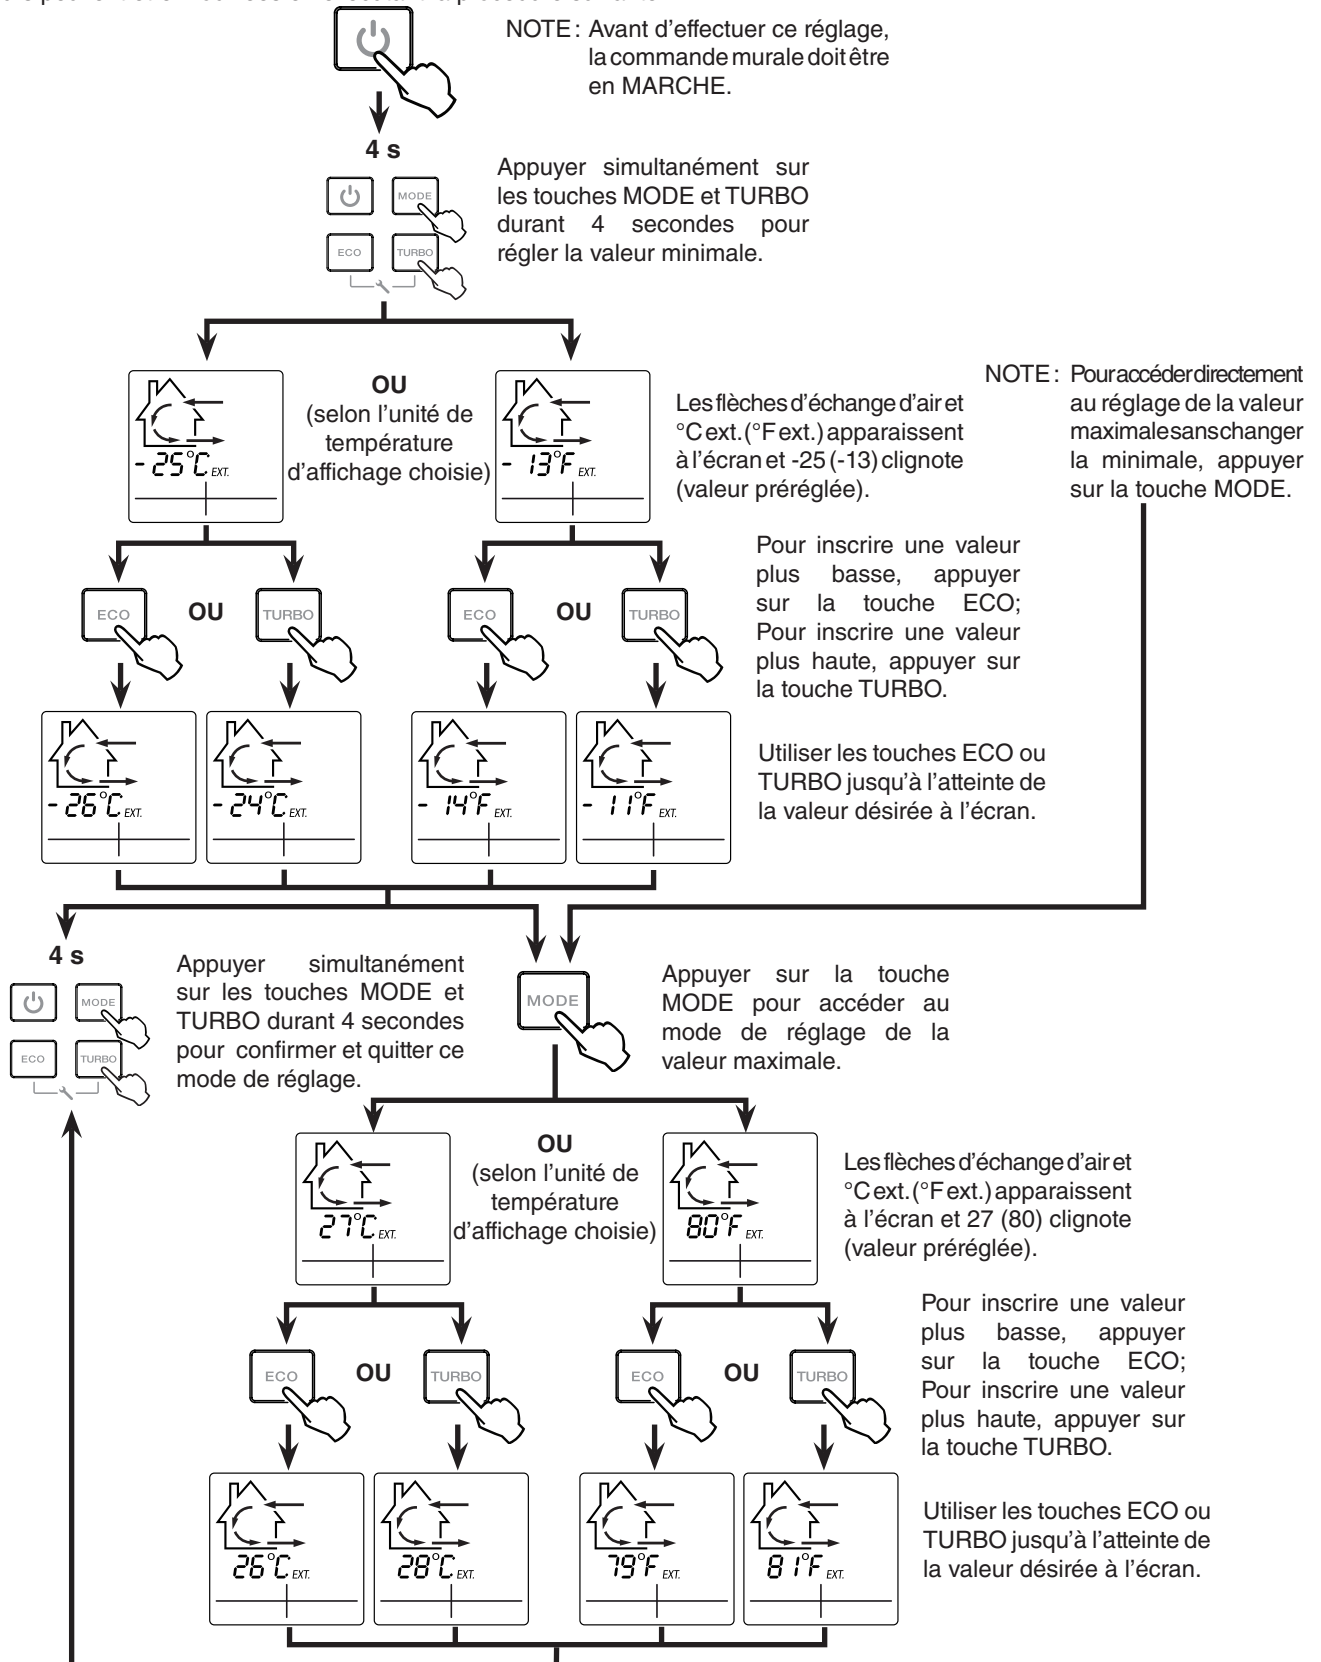 NOTE : Avant d'effectuer ce réglage,
la commande murale doit être
en MARCHE.
4 s
MODE
ECO
TURBO
Appuyer simultanément sur
les touches MODE et TURBO
durant 4 secondes pour
régler la valeur minimale.
- 25°C EXT.
OU
(selon l'unité de
température
d'affichage choisie)
- 13°F EXT.
Les flèches d'échange d'air et
°C ext. (°F ext.) apparaissent
à l'écran et -25 (-13) clignote
(valeur préréglée).
NOTE : Pour accéder directement
au réglage de la valeur
maximale sans changer
la minimale, appuyer
sur la touche MODE.
ECO OU TURBO
ECO OU TURBO
Pour inscrire une valeur
plus basse, appuyer
sur la touche ECO;
Pour inscrire une valeur
plus haute, appuyer sur
la touche TURBO.
- 26°C EXT.
- 24°C EXT.
- 14°F EXT.
- 11°F EXT.
Utiliser les touches ECO ou
TURBO jusqu'à l'atteinte de
la valeur désirée à l'écran.
4 s
MODE
ECO
TURBO
Appuyer simultanément
sur les touches MODE et
TURBO durant 4 secondes
pour confirmer et quitter ce
mode de réglage.
MODE
Appuyer sur la touche
MODE pour accéder au
mode de réglage de la
valeur maximale.
27°C EXT.
OU
(selon l'unité de
température
d'affichage choisie)
80°F EXT.
Les flèches d'échange d'air et
°C ext. (°F ext.) apparaissent
à l'écran et 27 (80) clignote
(valeur préréglée).
ECO OU TURBO
ECO OU TURBO
Pour inscrire une valeur
plus basse, appuyer
sur la touche ECO;
Pour inscrire une valeur
plus haute, appuyer sur
la touche TURBO.
26°C EXT.
28°C EXT.
79°F EXT.
81°F EXT.
Utiliser les touches ECO ou
TURBO jusqu'à l'atteinte de
la valeur désirée à l'écran.